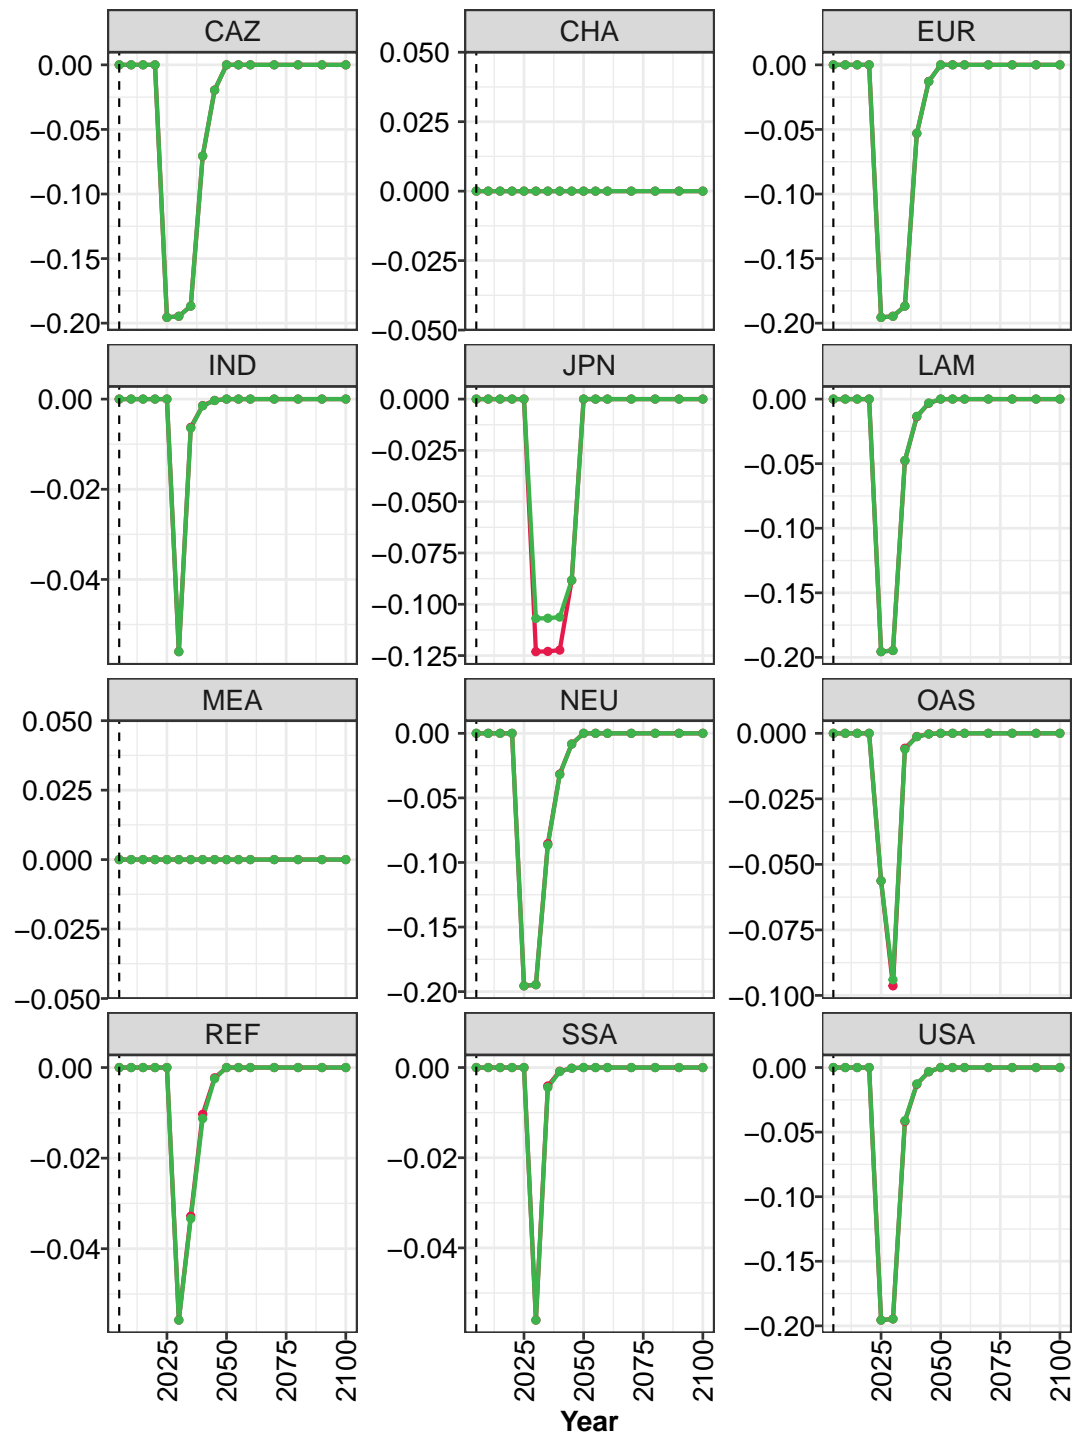 CAZ CHA EUR
0.00 0.050 0.00
−0.05 0.025 −0.05
−0.10 0.000 −0.10
−0.15 −0.025 −0.15
−0.20 −0.050 −0.20
IND JPN LAM
0.00 0.000 0.00
−0.02 −0.025 −0.05
−0.04 −0.050 −0.10
−0.075 −0.15
−0.100 −0.20
−0.125
MEA NEU OAS
0.050 0.00 0.000
0.025 −0.05 −0.025
0.000 −0.10 −0.050
−0.025 −0.15 −0.075
−0.050 −0.20 −0.100
REF SSA USA
0.00 0.00 0.00
−0.02 −0.02 −0.05
−0.04 −0.04 −0.10
−0.15
−0.20
2025 2050 2075 2100 2025 2050 2075 2100 2025 2050 2075 2100
Year